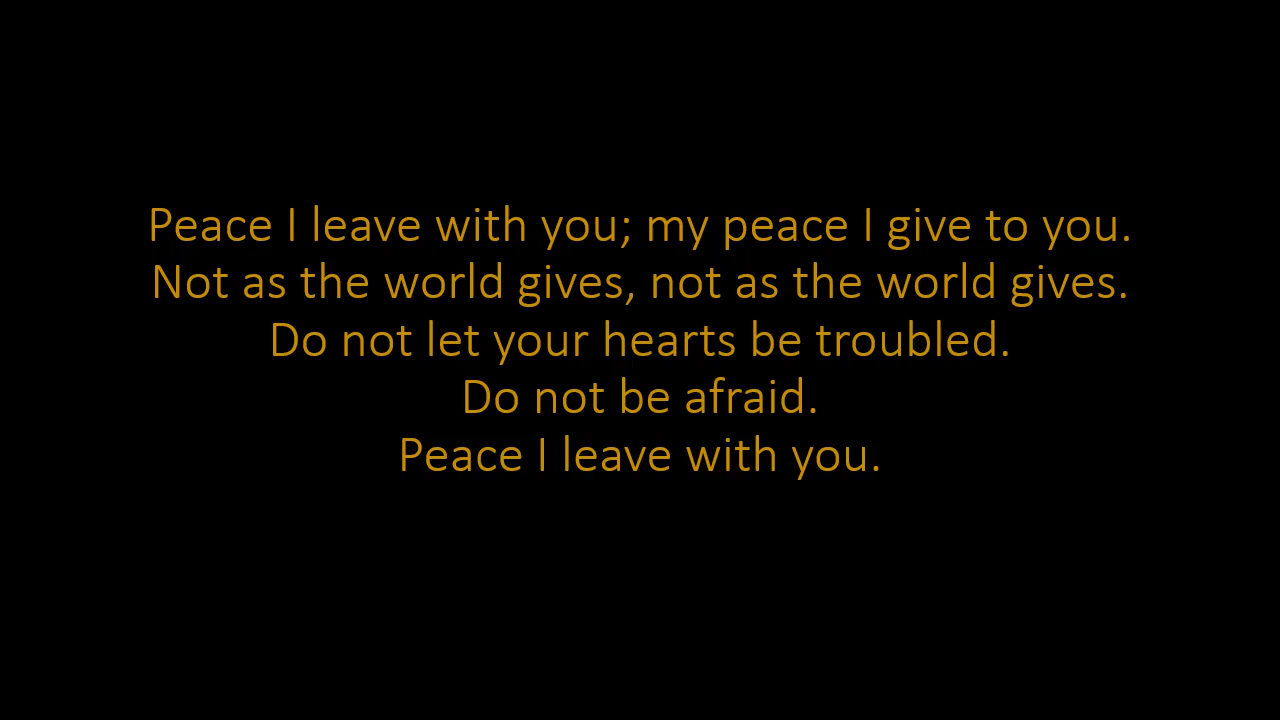 Peace I leave with you; my peace I give to you.
Not as the world gives, not as the world gives.
Do not let your hearts be troubled.
Do not be afraid.
Peace I leave with you.